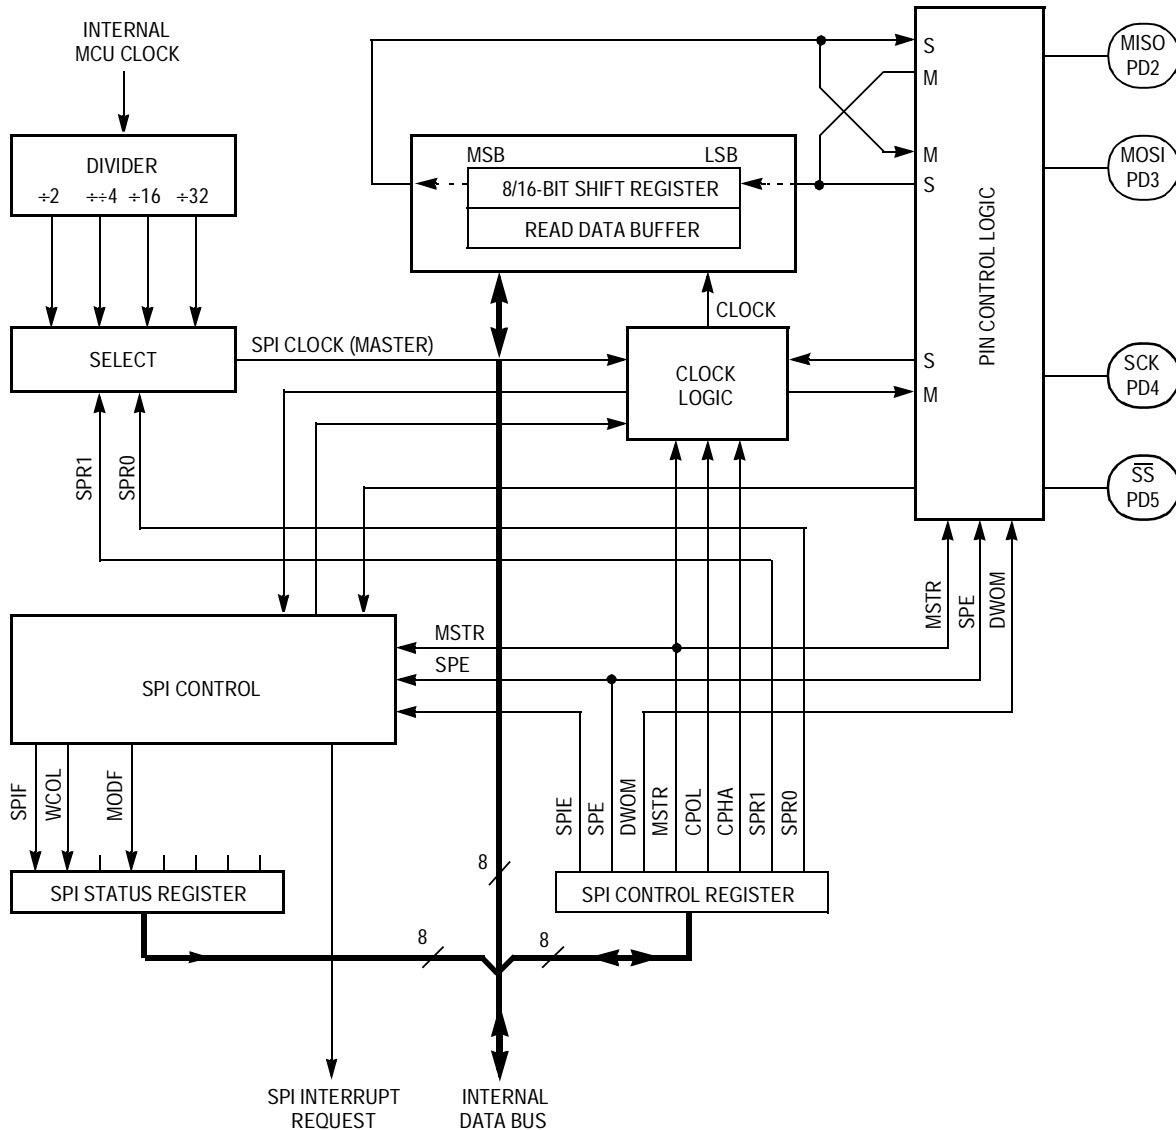 INTERNAL
MCU CLOCK
DIVIDER
÷2 ÷÷4 ÷16 ÷32
SELECT
SPI CLOCK (MASTER)
SPR1
SPR0
MSB LSB
8/16-BIT SHIFT REGISTER
READ DATA BUFFER
CLOCK
CLOCK
LOGIC
S
M
M
S
S
M
PIN CONTROL LOGIC
MISO
PD2
MOSI
PD3
SCK
PD4
SS
PD5
MSTR
SPE
DWOM
MSTR
SPE
SPI CONTROL
SPIF
WCOL
MODF
SPIE
SPE
DWOM
MSTR
CPOL
CPHA
SPR1
SPR0
SPI STATUS REGISTER
8
SPI CONTROL REGISTER
8
8
SPI INTERRUPT
REQUEST
INTERNAL
DATA BUS